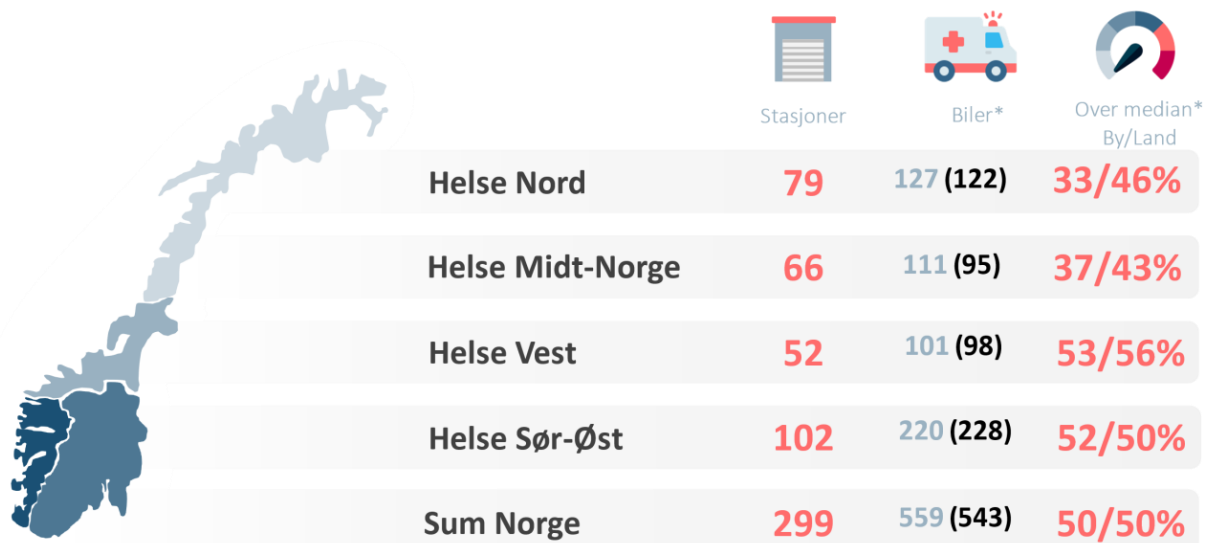 Stasjoner
Biler*
Over median*
By/Land
Helse Nord 79 127 (122) 33/46%
Helse Midt-Norge 66 111 (95) 37/43%
Helse Vest 52 101 (98) 53/56%
Helse Sør-Øst 102 220 (228) 52/50%
Sum Norge 299 559 (543) 50/50%